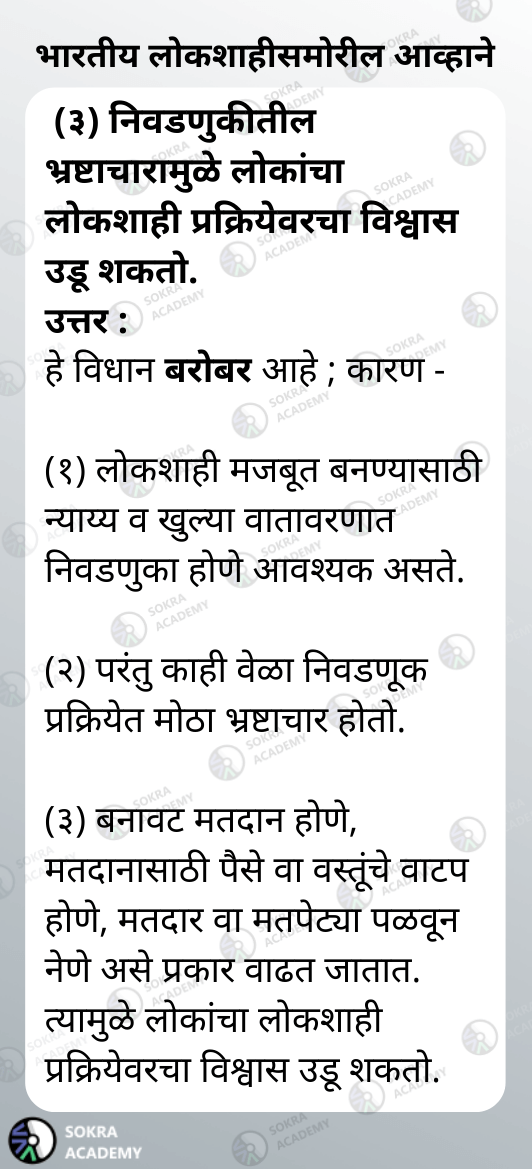 भारतीय लोकशाहीसमोरील आव्हाने
(३) निवडणुकीतील
भ्रष्टाचारामुळे लोकांचा
लोकशाही प्रक्रियेवरचा विश्वास
उडू शकतो.
उत्तर :
हे विधान बरोबर आहे ; कारण -
(१) लोकशाही मजबूत बनण्यासाठी
न्याय्य व खुल्या वातावरणात
निवडणुका होणे आवश्यक असते.
(२) परंतु काही वेळा निवडणूक
प्रक्रियेत मोठा भ्रष्टाचार होतो.
(३) बनावट मतदान होणे,
मतदानासाठी पैसे वा वस्तूंचे वाटप
होणे, मतदार वा मतपेट्या पळवून
नेणे असे प्रकार वाढत जातात.
त्यामुळे लोकांचा लोकशाही
प्रक्रियेवरचा विश्वास उडू शकतो.
SOKRA
ACADEMY